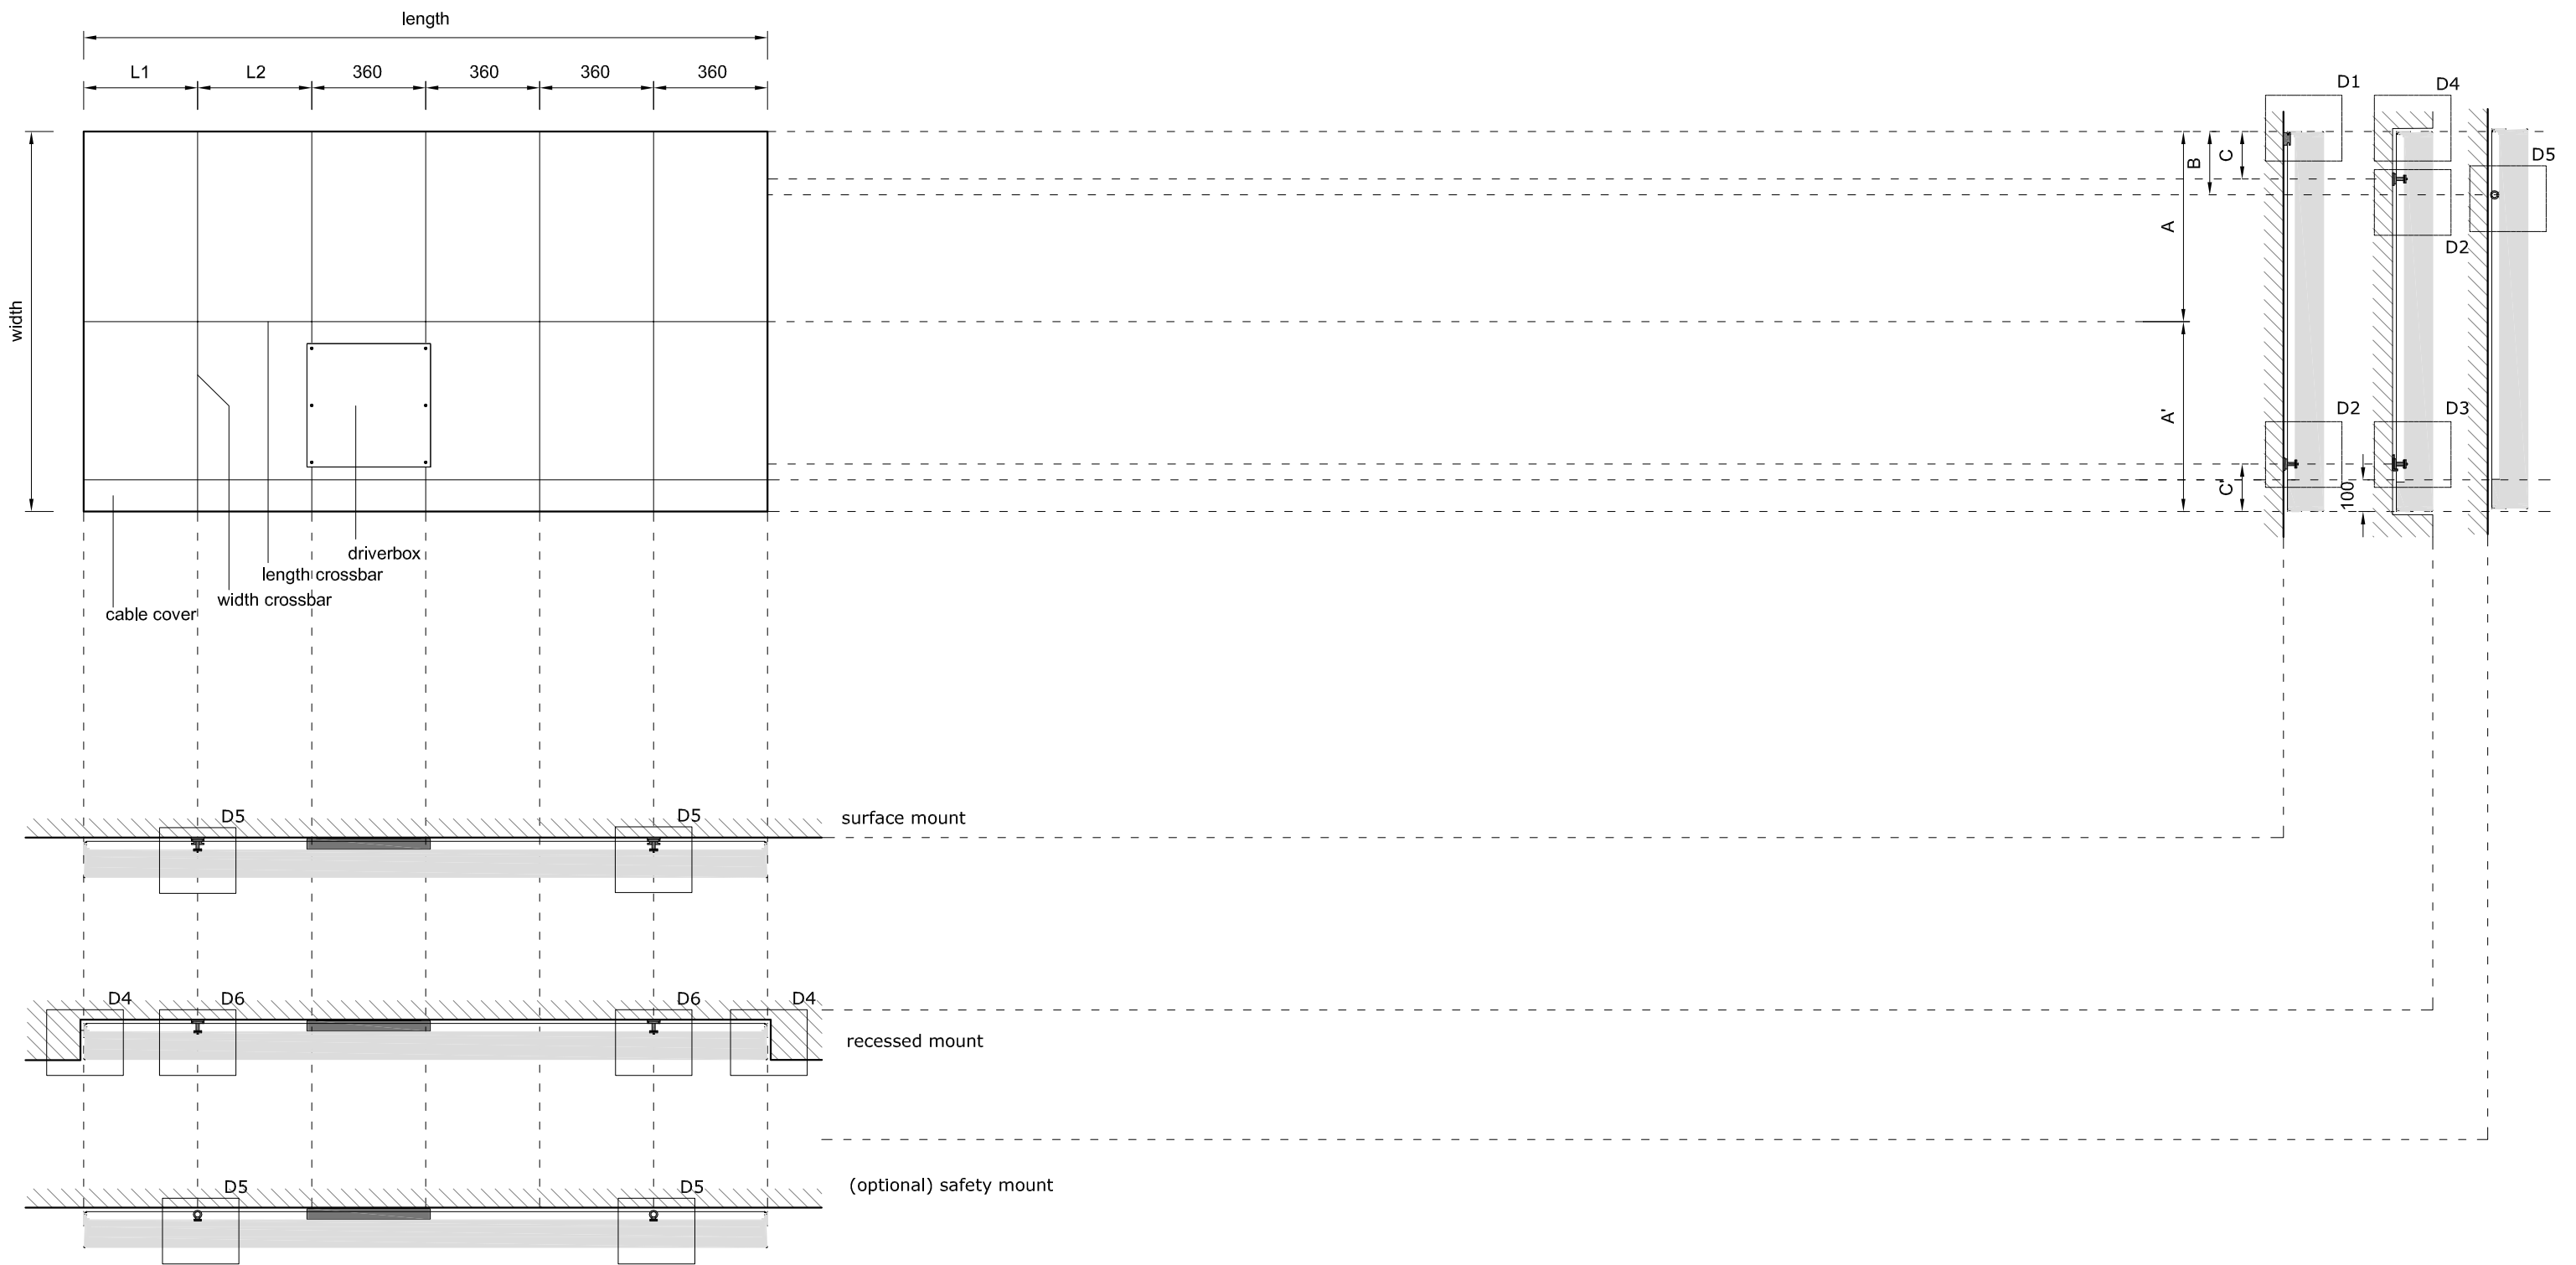 length
L1 L2 360 360 360 360
D1 D4
D5
B C
D2
A
width
A'
D2 D3
C' 100
driverbox
length crossbar
width crossbar
cable cover
D5 D5
surface mount
D4 D6 D6 D4
recessed mount
D5 D5
(optional) safety mount